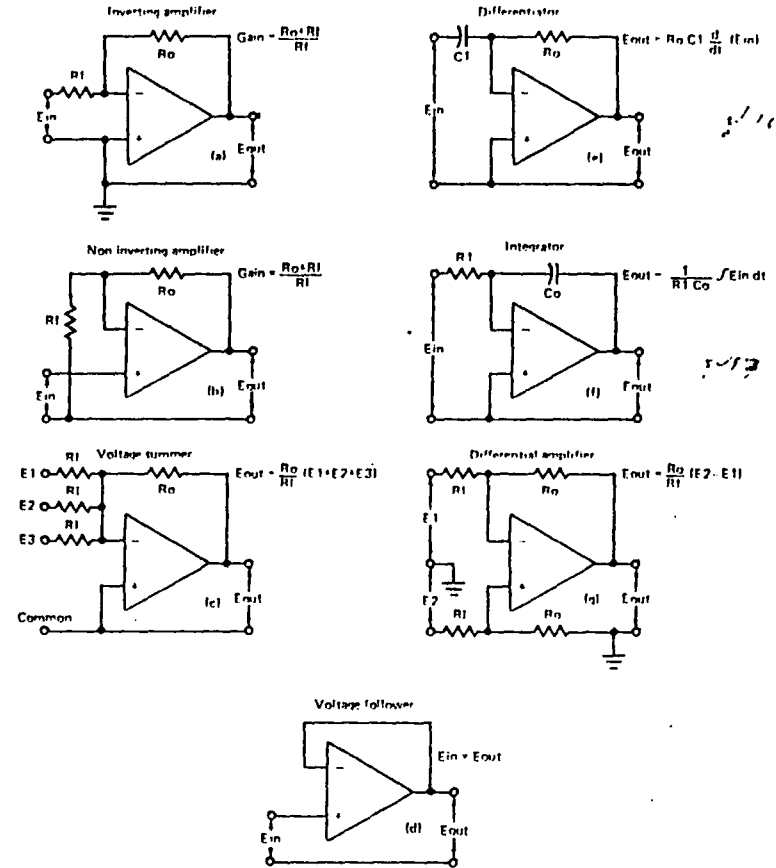 Inverting amplifier
Gain = Ro+RI/RI
Ro
RI
Ein
−
+
(a)
Eout
Differentiator
Eout = Ro C1 d/dt (Ein)
C1
Ro
Ein
−
+
(e)
Eout
Non inverting amplifier
Gain = Ro+RI/RI
Ro
RI
−
+
Ein
(b)
Eout
Integrator
RI
Eout = 1/RI Co ∫Ein dt
Co
Ein
−
+
(f)
Eout
Voltage summer
RI
E1
Ro
Eout = Ro/RI (E1+E2+E3)
RI
E2
RI
E3
−
+
(c)
Eout
Common
Differential amplifier
RI
Ro
Eout = Ro/RI (E2-E1)
E1
−
+
E2
(g)
Eout
RI
Ro
Voltage follower
Ein = Eout
−
+
(d)
Ein
Eout